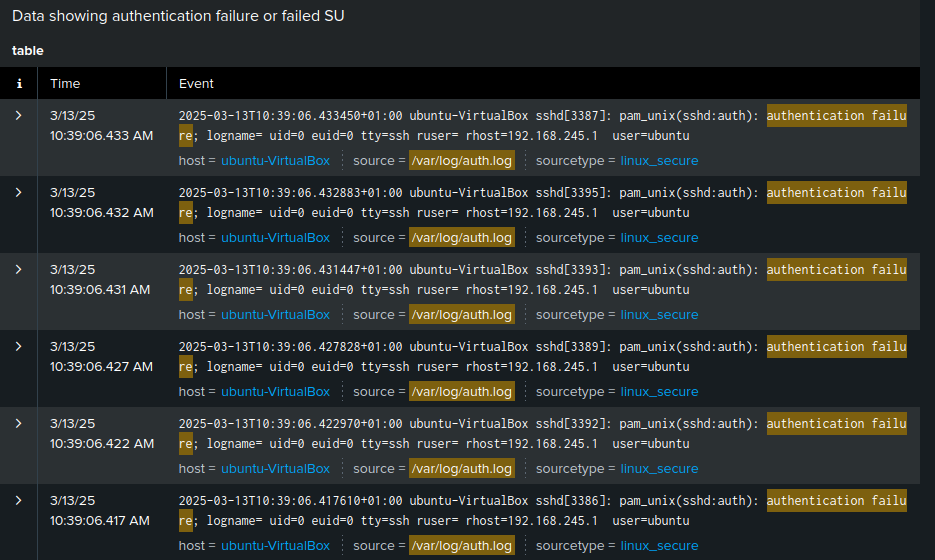 Data showing authentication failure or failed SU
table
i Time Event
3/13/25 2025-03-13T10:39:06.433450+01:00 ubuntu-VirtualBox sshd[3387]: pam_unix(sshd:auth): authentication failu
10:39:06.433 AM re; logname= uid=0 euid=0 tty=ssh ruser= rhost=192.168.245.1  user=ubuntu
host = ubuntu-VirtualBox source = /var/log/auth.log sourcetype = linux_secure
3/13/25 2025-03-13T10:39:06.432883+01:00 ubuntu-VirtualBox sshd[3395]: pam_unix(sshd:auth): authentication failu
10:39:06.432 AM re; logname= uid=0 euid=0 tty=ssh ruser= rhost=192.168.245.1  user=ubuntu
host = ubuntu-VirtualBox source = /var/log/auth.log sourcetype = linux_secure
3/13/25 2025-03-13T10:39:06.431447+01:00 ubuntu-VirtualBox sshd[3393]: pam_unix(sshd:auth): authentication failu
10:39:06.431 AM re; logname= uid=0 euid=0 tty=ssh ruser= rhost=192.168.245.1  user=ubuntu
host = ubuntu-VirtualBox source = /var/log/auth.log sourcetype = linux_secure
3/13/25 2025-03-13T10:39:06.427828+01:00 ubuntu-VirtualBox sshd[3389]: pam_unix(sshd:auth): authentication failu
10:39:06.427 AM re; logname= uid=0 euid=0 tty=ssh ruser= rhost=192.168.245.1  user=ubuntu
host = ubuntu-VirtualBox source = /var/log/auth.log sourcetype = linux_secure
3/13/25 2025-03-13T10:39:06.422970+01:00 ubuntu-VirtualBox sshd[3392]: pam_unix(sshd:auth): authentication failu
10:39:06.422 AM re; logname= uid=0 euid=0 tty=ssh ruser= rhost=192.168.245.1  user=ubuntu
host = ubuntu-VirtualBox source = /var/log/auth.log sourcetype = linux_secure
3/13/25 2025-03-13T10:39:06.417610+01:00 ubuntu-VirtualBox sshd[3386]: pam_unix(sshd:auth): authentication failu
10:39:06.417 AM re; logname= uid=0 euid=0 tty=ssh ruser= rhost=192.168.245.1  user=ubuntu
host = ubuntu-VirtualBox source = /var/log/auth.log sourcetype = linux_secure